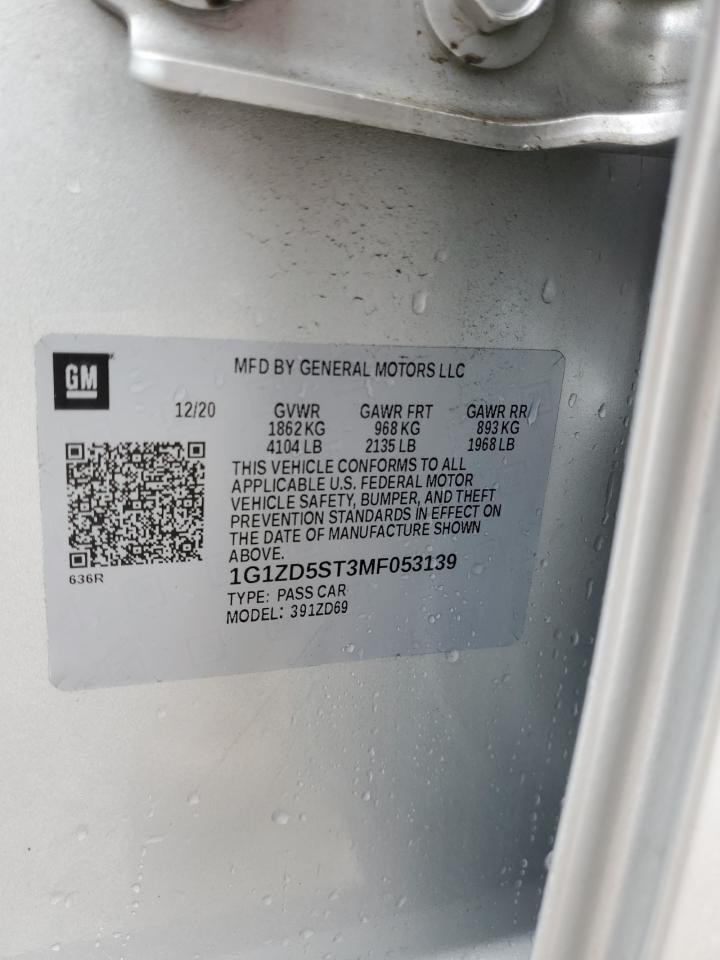 GM
MFD BY GENERAL MOTORS LLC
12/20 GVWR GAWR FRT GAWR RR
1862 KG 968 KG 893 KG
4104 LB 2135 LB 1968 LB
THIS VEHICLE CONFORMS TO ALL
APPLICABLE U.S. FEDERAL MOTOR
VEHICLE SAFETY, BUMPER, AND THEFT
PREVENTION STANDARDS IN EFFECT ON
THE DATE OF MANUFACTURE SHOWN
ABOVE.
636R
1G1ZD5ST3MF053139
TYPE: PASS CAR
MODEL: 391ZD69